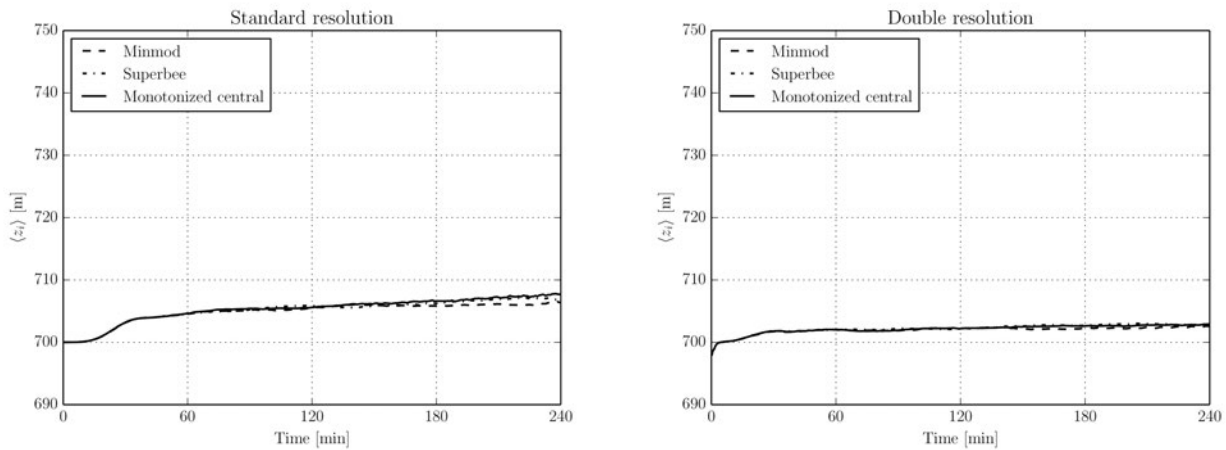 Standard resolution
750
740
730
720
710
700
690
⟨z_i⟩ [m]
Minmod
Superbee
Monotonized central
0
60
120
180
240
Time [min]
Double resolution
750
740
730
720
710
700
690
⟨z_i⟩ [m]
Minmod
Superbee
Monotonized central
0
60
120
180
240
Time [min]